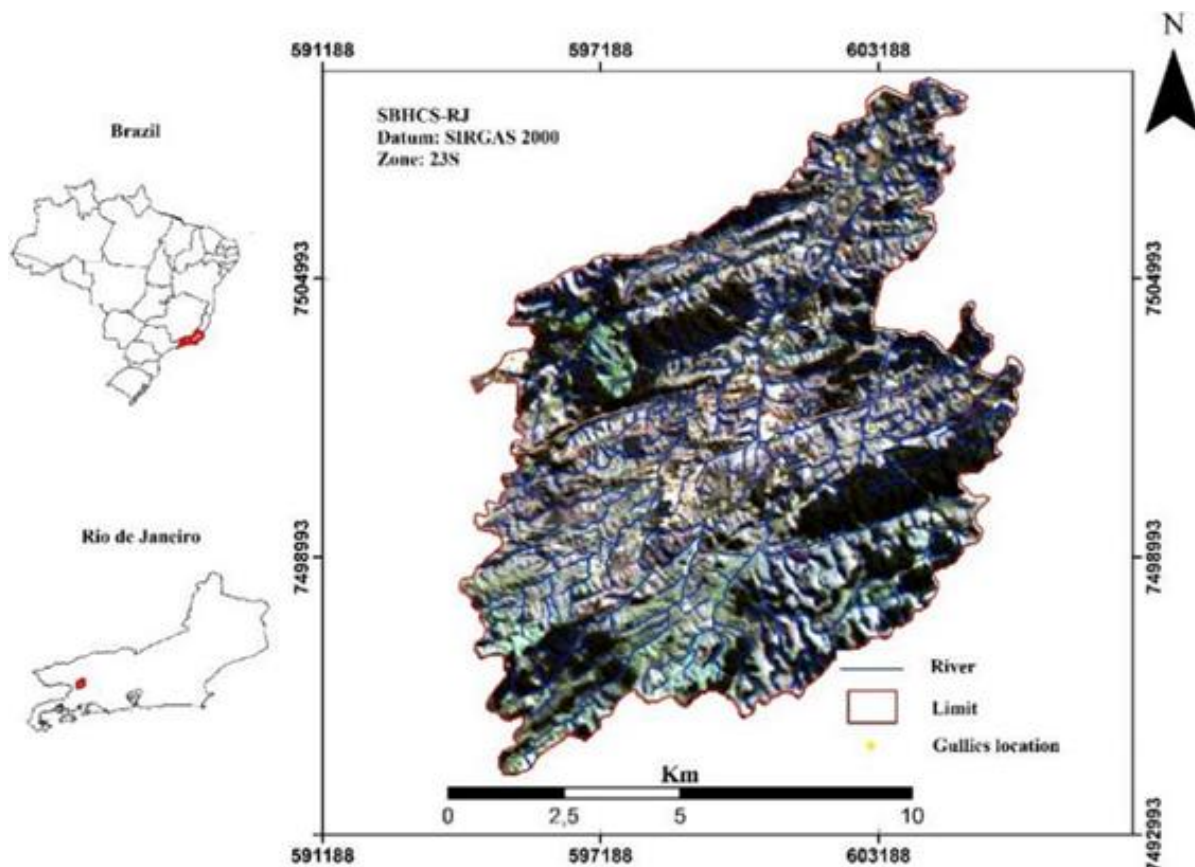 N
591188
597188
603188
SBHCS-RJ
Datum: SIRGAS 2000
Zone: 23S
Brazil
7504993
7504993
Rio de Janeiro
7498993
7498993
River
Limit
Gullies location
Km
0
2,5
5
10
7492993
591188
597188
603188